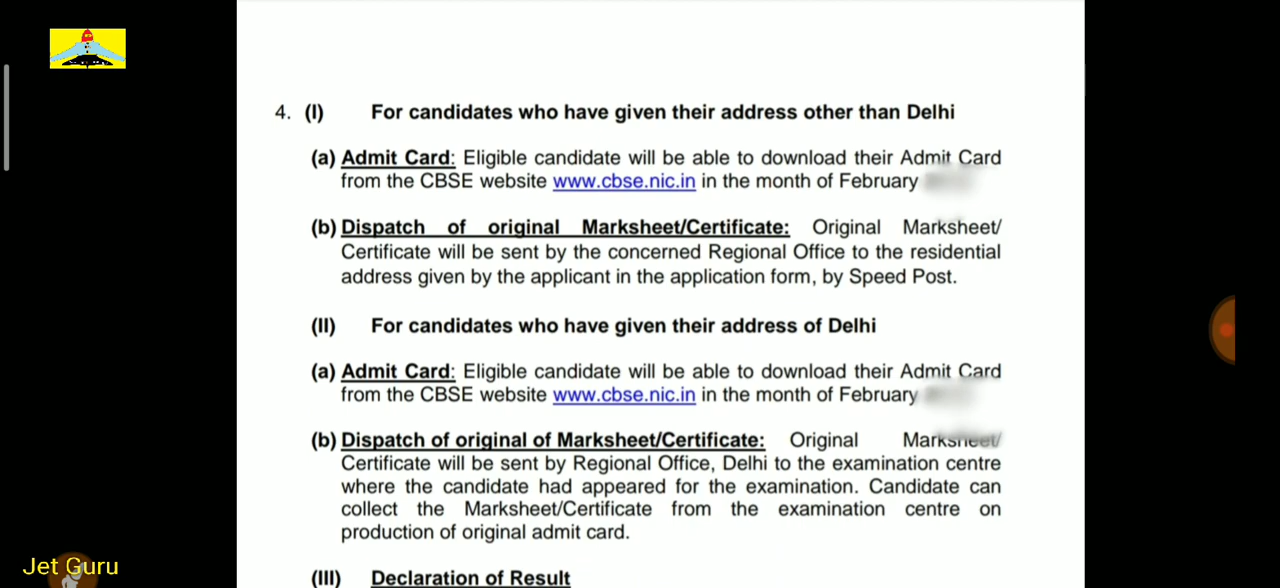 4. (I) For candidates who have given their address other than Delhi
(a) Admit Card: Eligible candidate will be able to download their Admit Card
from the CBSE website www.cbse.nic.in in the month of February
(b) Dispatch of original Marksheet/Certificate: Original Marksheet/
Certificate will be sent by the concerned Regional Office to the residential
address given by the applicant in the application form, by Speed Post.
(II) For candidates who have given their address of Delhi
(a) Admit Card: Eligible candidate will be able to download their Admit Card
from the CBSE website www.cbse.nic.in in the month of February
(b) Dispatch of original of Marksheet/Certificate: Original Marksheet/
Certificate will be sent by Regional Office, Delhi to the examination centre
where the candidate had appeared for the examination. Candidate can
collect the Marksheet/Certificate from the examination centre on
production of original admit card.
Jet Guru
(III) Declaration of Result